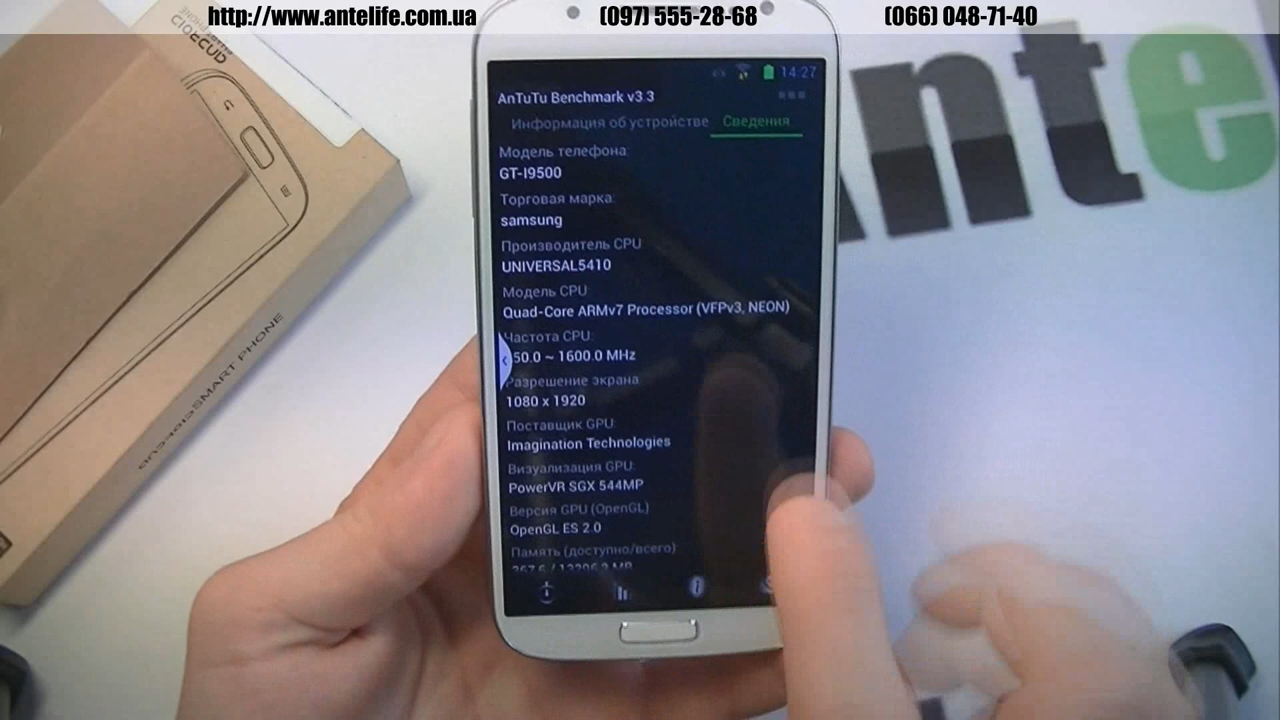 http://www.antelife.com.ua (097) 555-28-68 (066) 048-71-40
Ante
14:27
AnTuTu Benchmark v3.3
Информация об устройстве Сведения
Модель телефона:
GT-I9500
Торговая марка:
samsung
Производитель CPU
UNIVERSAL5410
Модель CPU
Quad-Core ARMv7 Processor (VFPv3, NEON)
Частота CPU:
50.0 ~ 1600.0 MHz
Разрешение экрана
1080 x 1920
Поставщик GPU:
Imagination Technologies
Визуализация GPU:
PowerVR SGX 544MP
Версия GPU (OpenGL)
OpenGL ES 2.0
Память (доступно/всего)
SMART PHONE